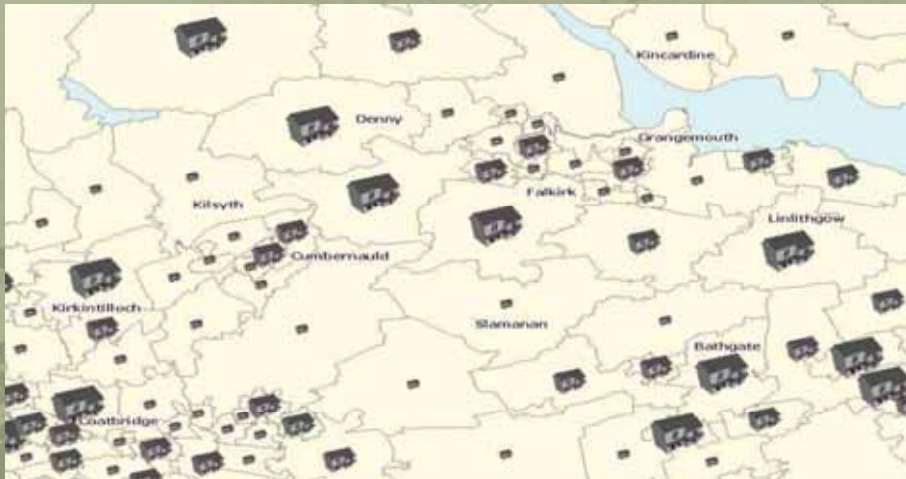 Kincardine
Denny
Grangemouth
Falkirk
Kilsyth
Linlithgow
Cumbernauld
Kirkintilloch
Slamanan
Bathgate
Coatbridge